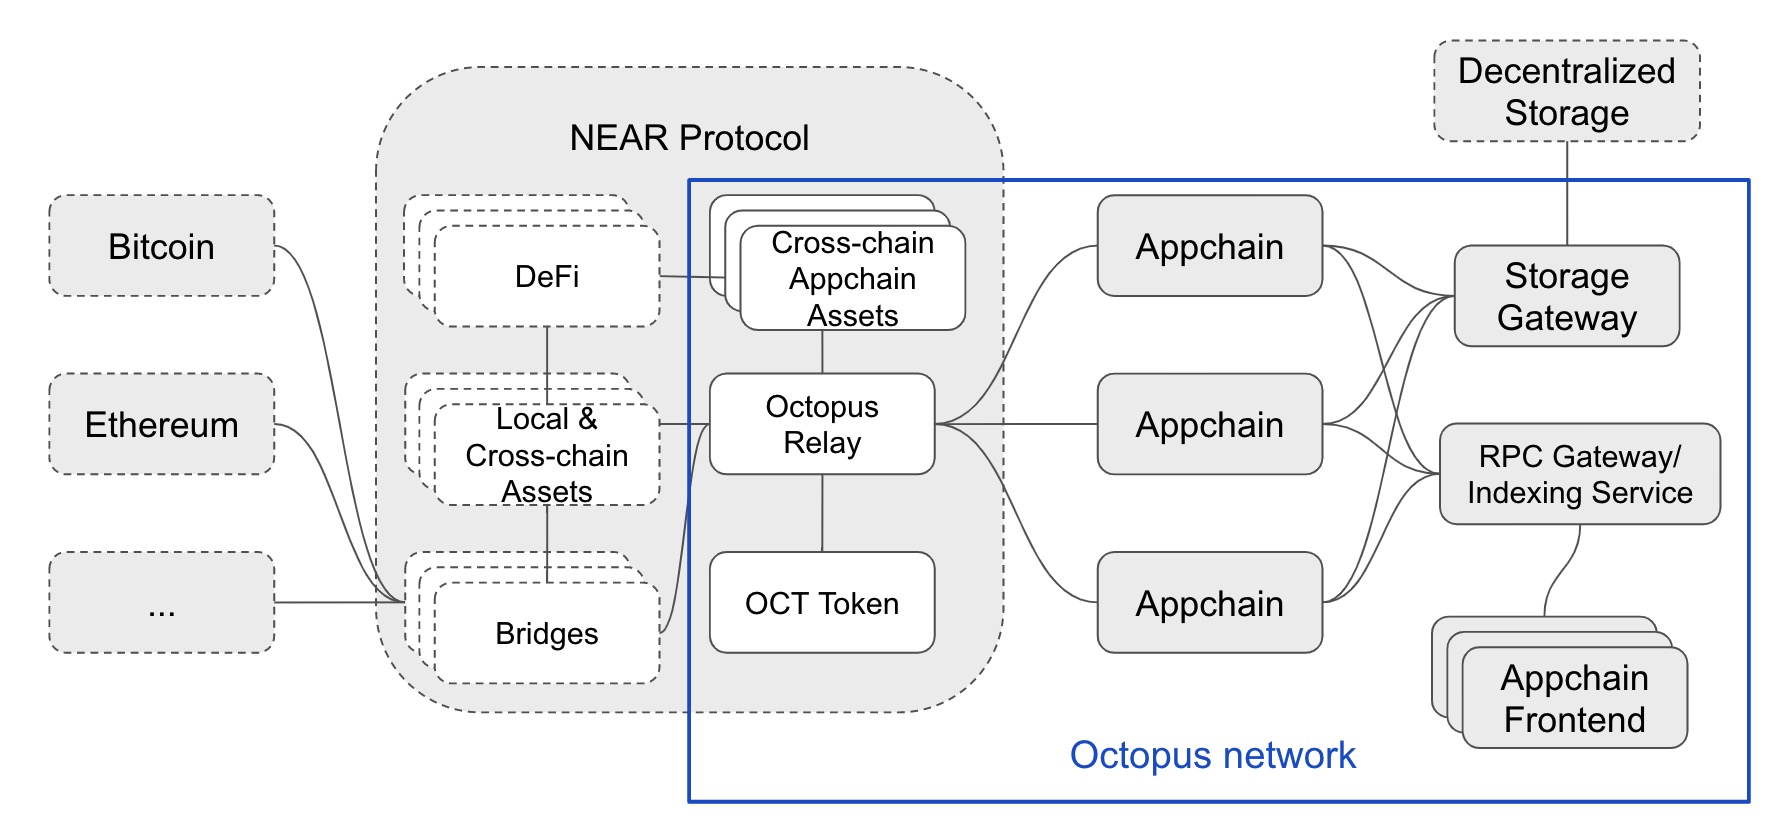 Decentralized
Storage
NEAR Protocol
Bitcoin
DeFi
Cross-chain
Appchain
Assets
Appchain
Storage
Gateway
Ethereum
Local &
Cross-chain
Assets
Octopus
Relay
Appchain
RPC Gateway/
Indexing Service
...
Bridges
OCT Token
Appchain
Appchain
Frontend
Octopus network